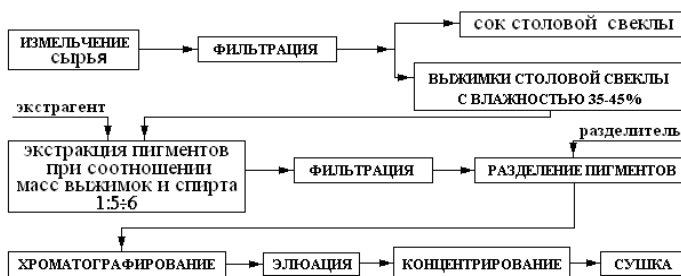 ИЗМЕЛЬЧЕНИЕ
сырья
ФИЛЬТРАЦИЯ
сок столовой свеклы
ВЫЖИМКИ СТОЛОВОЙ СВЕКЛЫ
С ВЛАЖНОСТЬЮ 35-45%
экстрагент
разделитель
экстракция пигментов
при соотношении
масс выжимок и спирта
1:5÷6
ФИЛЬТРАЦИЯ
РАЗДЕЛЕНИЕ ПИГМЕНТОВ
ХРОМАТОГРАФИРОВАНИЕ
ЭЛЮАЦИЯ
КОНЦЕНТРИРОВАНИЕ
СУШКА